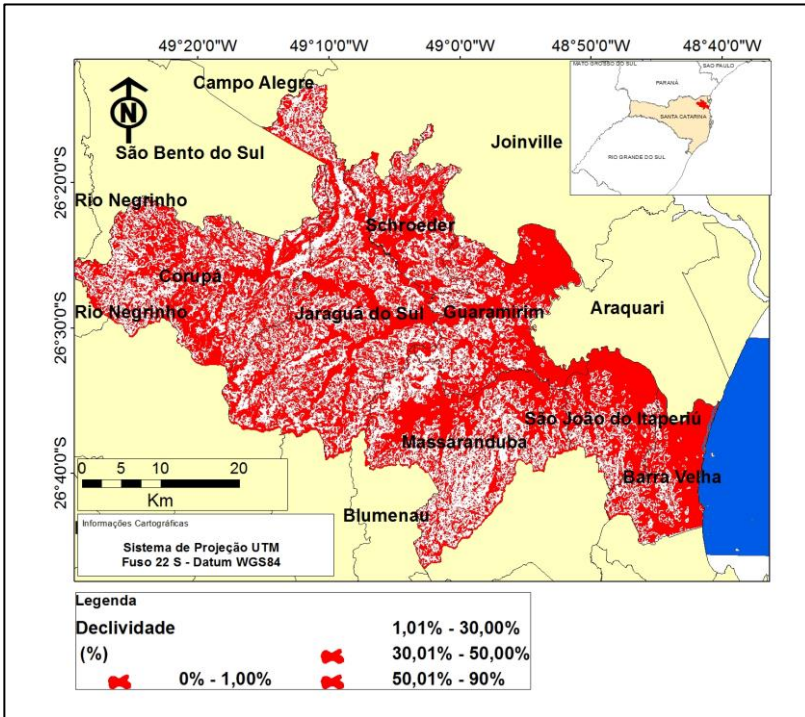 49°20'0"W 49°10'0"W 49°0'0"W 48°50'0"W 48°40'0"W
MATO GROSSO DO SUL
SAO PAULO
PARANÁ
SANTA CATARINA
RIO GRANDE DO SUL
N
Campo Alegre
Joinville
São Bento do Sul
26°20'0"S
Rio Negrinho
Schroeder
Corupá
Rio Negrinho
Jaraguá do Sul
Guaramirim
Araquari
26°30'0"S
São João do Itaperiú
Massaranduba
26°40'0"S
Barra Velha
0 5 10 20
Km
Blumenau
Informações Cartográficas
Sistema de Projeção UTM
Fuso 22 S - Datum WGS84
Legenda
Declividade 1,01% - 30,00%
(%) 30,01% - 50,00%
0% - 1,00% 50,01% - 90%